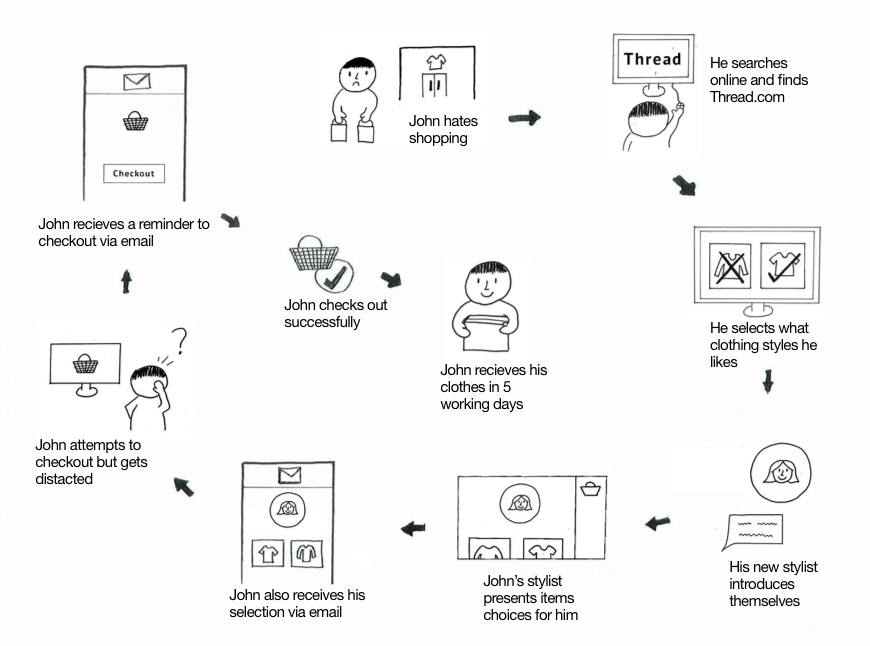 John hates
shopping
Thread
He searches
online and finds
Thread.com
He selects what
clothing styles he
likes
His new stylist
introduces
themselves
John's stylist
presents items
choices for him
John also receives his
selection via email
John attempts to
checkout but gets
distacted
?
Checkout
John recieves a reminder to
checkout via email
John checks out
successfully
John recieves his
clothes in 5
working days